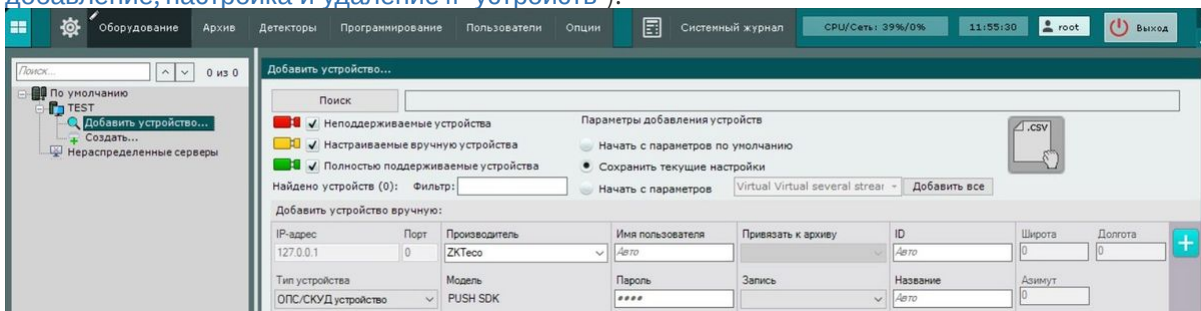 добавление, настройка и удаление IP-устройств").
Оборудование Архив Детекторы Программирование Пользователи Опции Системный журнал CPU/Сеть: 39%/0% 11:55:30 root Выход
Поиск... 0 из 0
По умолчанию
TEST
Добавить устройство...
Создать...
Нераспределенные серверы
Добавить устройство...
Поиск
Неподдерживаемые устройства
Настраиваемые вручную устройства
Полностью поддерживаемые устройства
Параметры добавления устройств
Начать с параметров по умолчанию
Сохранить текущие настройки
Начать с параметров Virtual Virtual several strear Добавить все
.CSV
Найдено устройств (0): Фильтр:
Добавить устройство вручную:
IP-адрес Порт Производитель Имя пользователя Привязать к архиву ID Широта Долгота
127.0.0.1 0 ZKTeco Авто Авто 0 0
Тип устройства Модель Пароль Запись Название Азимут
ОПС/СКУД устройство PUSH SDK **** Авто 0